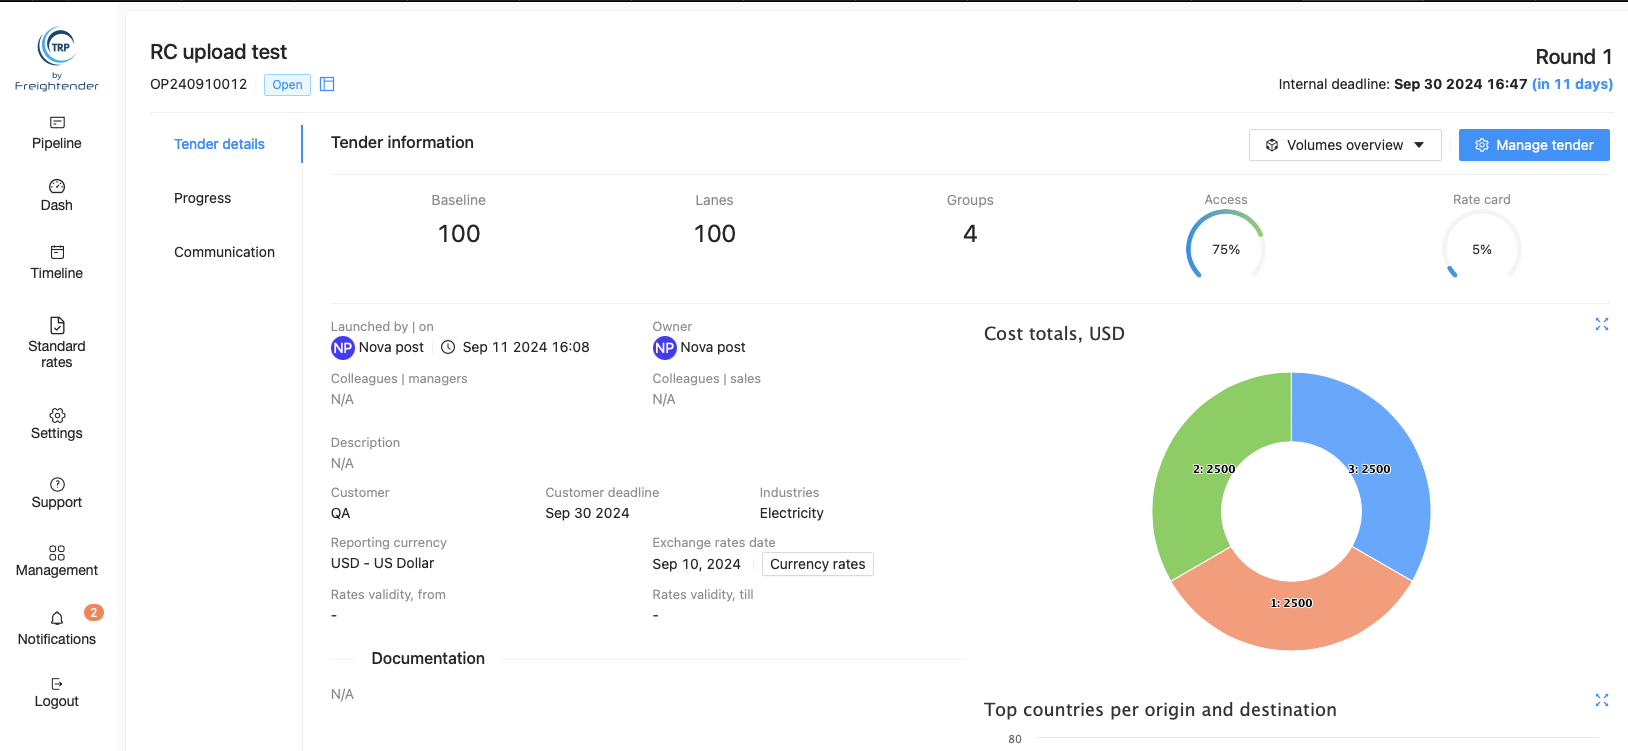 TRP
by
Freightender
Pipeline
Dash
Timeline
Standard
rates
Settings
Support
Management
2
Notifications
Logout
RC upload test
OP240910012 Open
Round 1
Internal deadline: Sep 30 2024 16:47 (in 11 days)
Tender details
Progress
Communication
Tender information
Volumes overview
Manage tender
Baseline
100
Lanes
100
Groups
4
Access
75%
Rate card
5%
Launched by | on
NP Nova post Sep 11 2024 16:08
Owner
NP Nova post
Colleagues | managers
N/A
Colleagues | sales
N/A
Description
N/A
Customer
QA
Customer deadline
Sep 30 2024
Industries
Electricity
Reporting currency
USD - US Dollar
Exchange rates date
Sep 10, 2024 Currency rates
Rates validity, from
-
Rates validity, till
-
Documentation
N/A
Cost totals, USD
2: 2500
3: 2500
1: 2500
Top countries per origin and destination
80